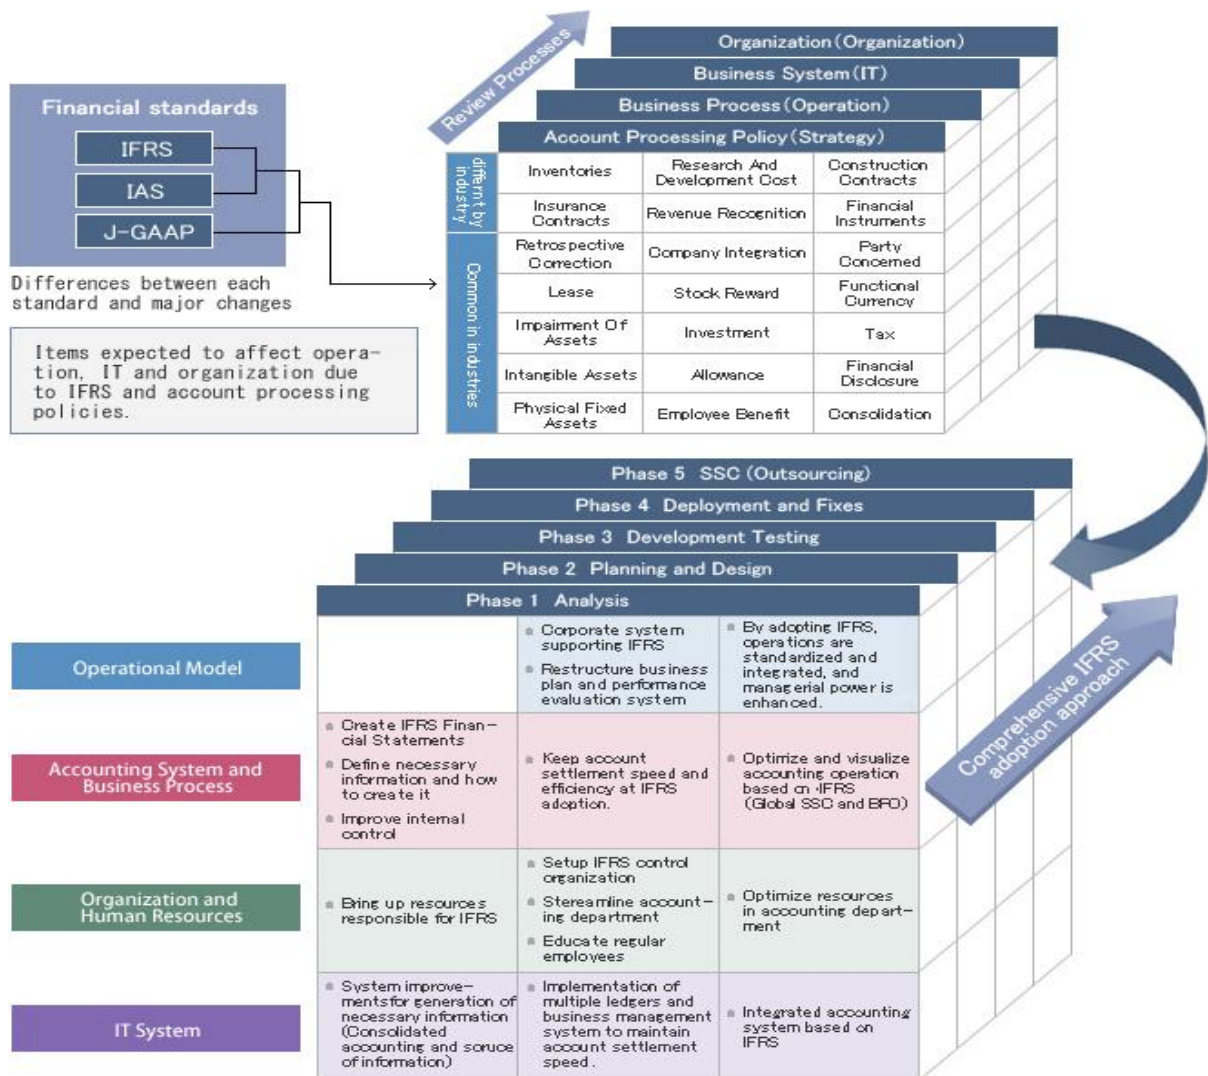 Organization(Organization)
Business System(IT)
Business Process(Operation)
Account Processing Policy(Strategy)
Review Processes
Financial standards
IFRS
IAS
J-GAAP
Differences between each
standard and major changes
Items expected to affect opera-
tion, IT and organization due
to IFRS and account processing
policies.
differnt by
industry
Common in industries
Inventories
Research And
Development Cost
Construction
Contracts
Insurance
Contracts
Revenue Recognition
Financial
Instruments
Retrospective
Correction
Company Integration
Party
Concerned
Lease
Stock Reward
Functional
Currency
Impairment Of
Assets
Investment
Tax
Intangible Assets
Allowance
Financial
Disclosure
Physical Fixed
Assets
Employee Benefit
Consolidation
Phase 5 SSC (Outsourcing)
Phase 4 Deployment and Fixes
Phase 3 Development Testing
Phase 2 Planning and Design
Phase 1 Analysis
Operational Model
Corporate system
supporting IFRS
Restructure business
plan and performance
evaluation system
By adopting IFRS,
operations are
standardized and
integrated, and
managerial power is
enhanced.
Accounting System and
Business Process
Create IFRS Finan-
cial Statements
Define necessary
information and how
to create it
Improve internal
control
Keep account
settlement speed and
efficiency at IFRS
adoption.
Optimize and visualize
accounting operation
based on ·IFRS
(Global SSC and BPO)
Organization and
Human Resources
Bring up resources
responsible for IFRS
Setup IFRS control
organization
Stereamline account-
ing department
Educate regular
employees
Optimize resources
in accounting depart-
ment
IT System
System improve-
mentsfor generation of
necessary information
(Consolidated
accounting and soruce
of information)
Implementation of
multiple ledgers and
business management
system to maintain
account settlement
speed.
Integrated accounting
system based on
IFRS
Comprehensive IFRS
adoption approach